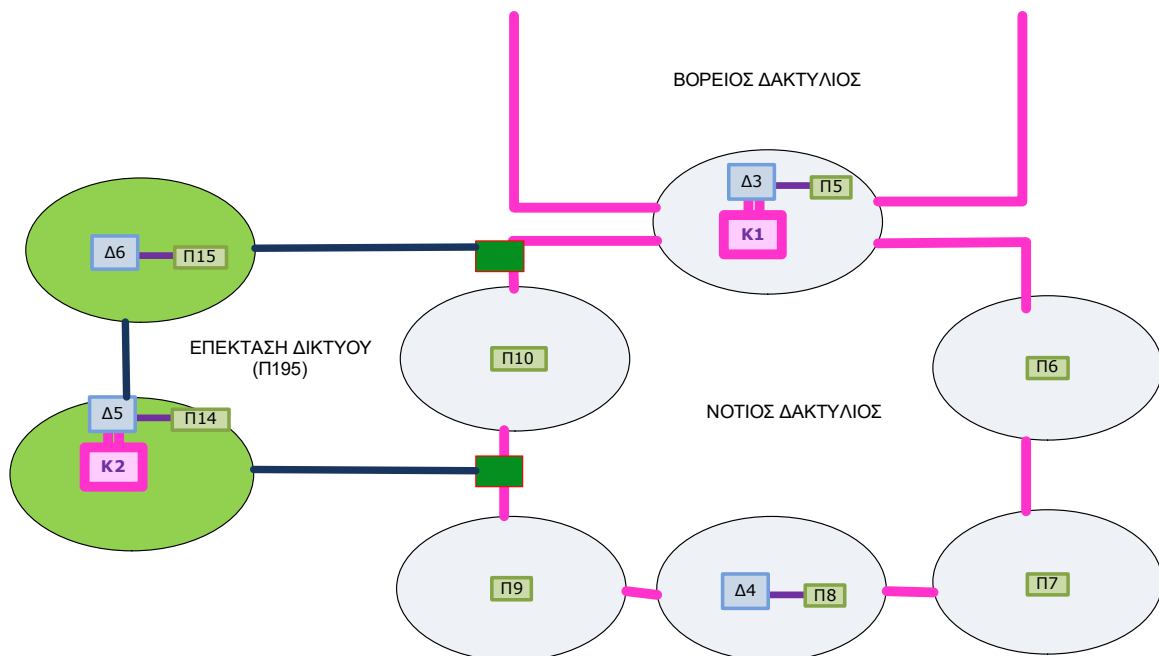 ΒΟΡΕΙΟΣ ΔΑΚΤΥΛΙΟΣ
Δ3
Π5
Κ1
Δ6
Π15
ΕΠΕΚΤΑΣΗ ΔΙΚΤΥΟΥ
(Π195)
Π10
Π6
Δ5
Π14
ΝΟΤΙΟΣ ΔΑΚΤΥΛΙΟΣ
Κ2
Π9
Δ4
Π8
Π7